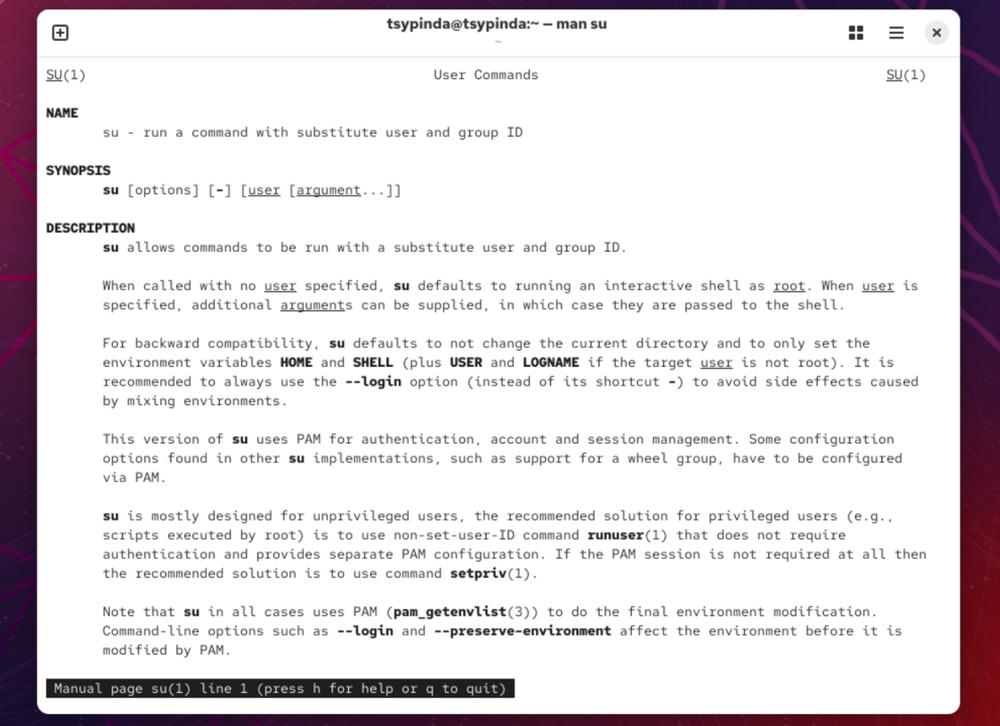 tsypinda@tsypinda:~ — man su
~
SU(1) User Commands SU(1)
NAME
su - run a command with substitute user and group ID
SYNOPSIS
su [options] [-] [user [argument...]]
DESCRIPTION
su allows commands to be run with a substitute user and group ID.
When called with no user specified, su defaults to running an interactive shell as root. When user is
specified, additional arguments can be supplied, in which case they are passed to the shell.
For backward compatibility, su defaults to not change the current directory and to only set the
environment variables HOME and SHELL (plus USER and LOGNAME if the target user is not root). It is
recommended to always use the --login option (instead of its shortcut -) to avoid side effects caused
by mixing environments.
This version of su uses PAM for authentication, account and session management. Some configuration
options found in other su implementations, such as support for a wheel group, have to be configured
via PAM.
su is mostly designed for unprivileged users, the recommended solution for privileged users (e.g.,
scripts executed by root) is to use non-set-user-ID command runuser(1) that does not require
authentication and provides separate PAM configuration. If the PAM session is not required at all then
the recommended solution is to use command setpriv(1).
Note that su in all cases uses PAM (pam_getenvlist(3)) to do the final environment modification.
Command-line options such as --login and --preserve-environment affect the environment before it is
modified by PAM.
Manual page su(1) line 1 (press h for help or q to quit)